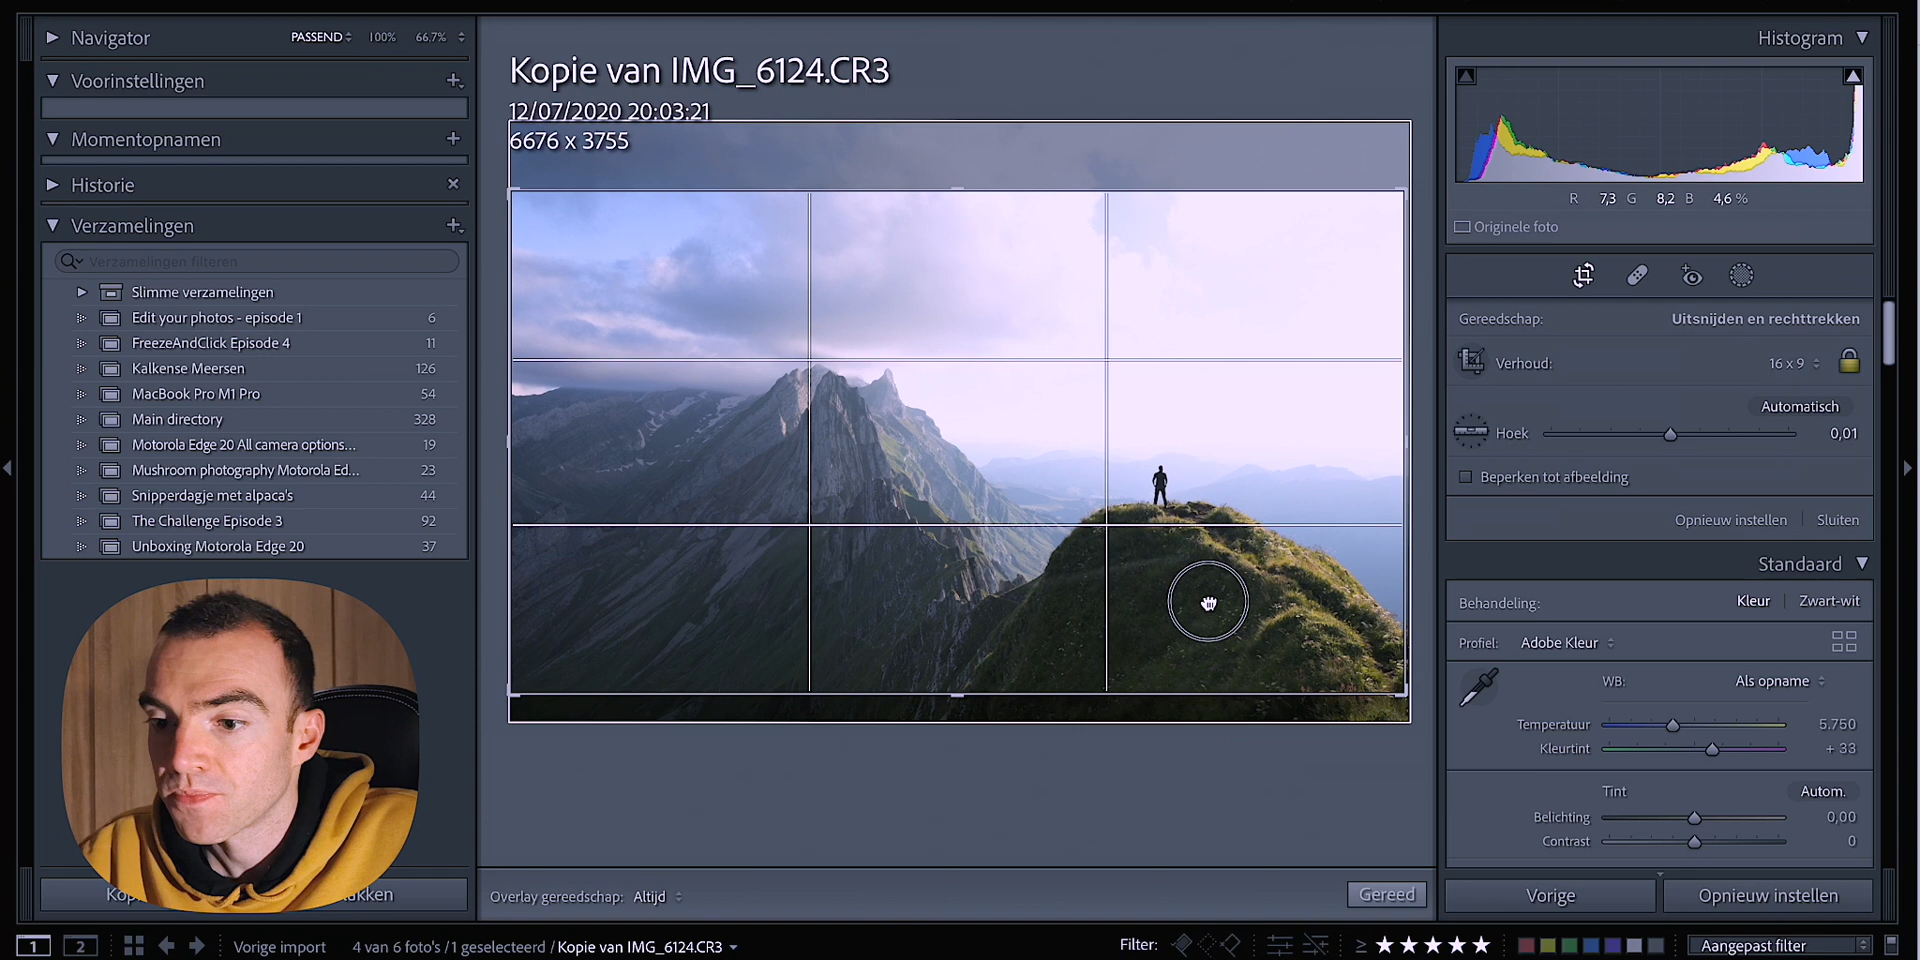 Navigator PASSEND 100% 66.7%
Voorinstellingen
Momentopnamen
Historie
Verzamelingen
Verzamelingen filteren
Slimme verzamelingen
Edit your photos - episode 1 6
FreezeAndClick Episode 4 11
Kalkense Meersen 126
MacBook Pro M1 Pro 54
Main directory 328
Motorola Edge 20 All camera options... 19
Mushroom photography Motorola Ed... 23
Snipperdagje met alpaca's 44
The Challenge Episode 3 92
Unboxing Motorola Edge 20 37
Kopie van IMG_6124.CR3
12/07/2020 20:03:21
6676 x 3755
Overlay gereedschap: Altijd
Gereed
Histogram
R 7,3 G 8,2 B 4,6 %
Originele foto
Gereedschap: Uitsnijden en rechttrekken
Verhoud: 16 x 9
Automatisch
Hoek 0,01
Beperken tot afbeelding
Opnieuw instellen Sluiten
Standaard
Behandeling: Kleur Zwart-wit
Profiel: Adobe Kleur
WB: Als opname
Temperatuur 5.750
Kleurtint + 33
Tint Autom.
Belichting 0,00
Contrast 0
Vorige Opnieuw instellen
1 2 Vorige import 4 van 6 foto's /1 geselecteerd / Kopie van IMG_6124.CR3
Filter: ≥ ★★★★★ Aangepast filter